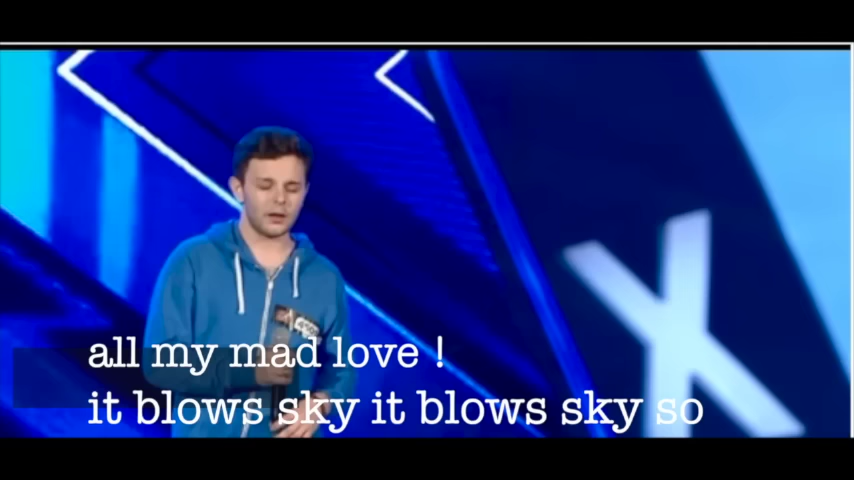 all my mad love !
it blows sky it blows sky so
X